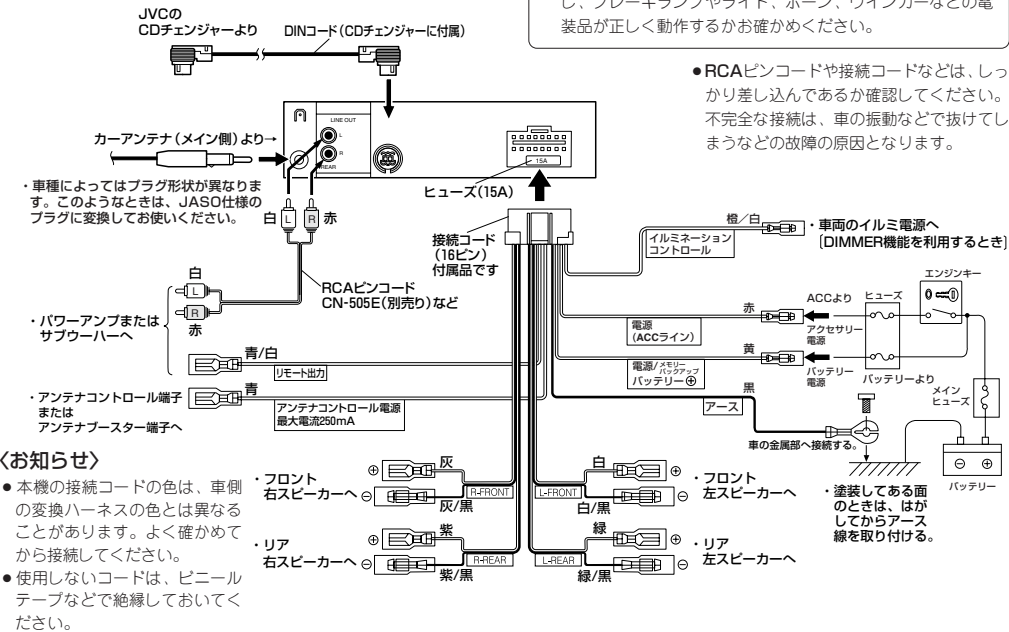 JVCの
CDチェンジャーより
DINコード(CDチェンジャーに付属)
し、ブレーキランプやライト、ホーン、ウインカーなどの電
装品が正しく動作するかお確かめください。
●RCAピンコードや接続コードなどは、しっ
かり差し込んであるか確認してください。
不完全な接続は、車の振動などで抜けてし
まうなどの故障の原因となります。
LINE OUT
L
R
REAR
15A
カーアンテナ(メイン側)より→
ヒューズ(15A)
・車種によってはプラグ形状が異なりま
す。このようなときは、JASO仕様の
プラグに変換してお使いください。
白 L R 赤
接続コード
(16ピン)
付属品です
橙/白
イルミネーション
コントロール
・車両のイルミ電源へ
[DIMMER機能を利用するとき]
RCAピンコード
CN-505E(別売り)など
白
L
R
赤
・パワーアンプまたは
サブウーハーへ
エンジンキー
赤
ACCより
ヒューズ
電源
(ACCライン)
アクセサリー
電源
黄
電源/メモリーバックアップ
バッテリー⊕
バッテリー
電源
バッテリーより
メイン
ヒューズ
青/白
リモート出力
黒
アース
青
・アンテナコントロール端子
または
アンテナブースター端子へ
アンテナコントロール電源
最大電流250mA
車の金属部へ接続する。
⊖ ⊕
バッテリー
・塗装してある面
のときは、はが
してからアース
線を取り付ける。
〈お知らせ〉
●本機の接続コードの色は、車側
の変換ハーネスの色とは異なる
ことがあります。よく確かめて
から接続してください。
●使用しないコードは、ビニール
テープなどで絶縁しておいてく
ださい。
・フロント
右スピーカーへ
⊕ 灰
⊖ 灰/黒
R-FRONT
L-FRONT
白 ⊕
白/黒 ⊖
・フロント
左スピーカーへ
・リア
右スピーカーへ
⊕ 紫
⊖ 紫/黒
R-REAR
L-REAR
緑 ⊕
緑/黒 ⊖
・リア
左スピーカーへ